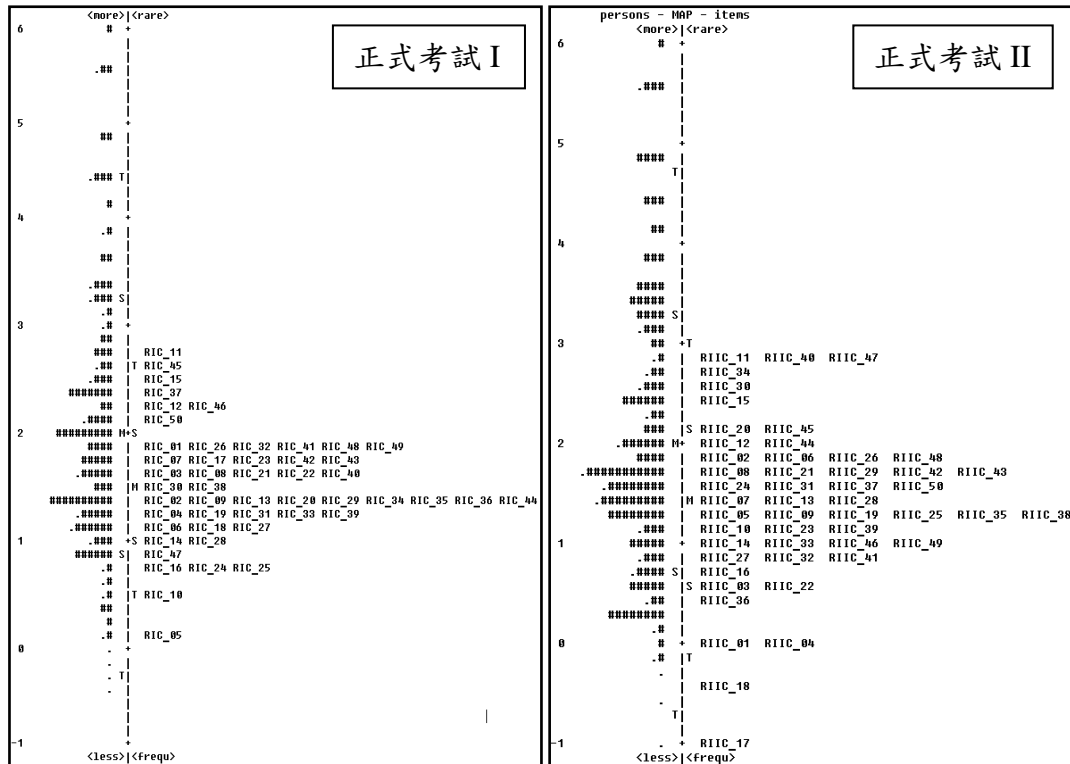 <more>|<rare>
6 # +
|
正式考試 I
|
.## |
|
|
5 +
## |
|
|
.### T|
|
# |
4 +
.# |
|
## |
|
.### |
.### S|
.# |
3 .# +
## |
### | RIC_11
.## |T RIC_45
.### | RIC_15
####### | RIC_37
## | RIC_12 RIC_46
.#### | RIC_50
2 ######### M+S
#### | RIC_01 RIC_26 RIC_32 RIC_41 RIC_48 RIC_49
##### | RIC_07 RIC_17 RIC_23 RIC_42 RIC_43
.##### | RIC_03 RIC_08 RIC_21 RIC_22 RIC_40
### |M RIC_30 RIC_38
########## | RIC_02 RIC_09 RIC_13 RIC_20 RIC_29 RIC_34 RIC_35 RIC_36 RIC_44
.##### | RIC_04 RIC_19 RIC_31 RIC_33 RIC_39
.###### | RIC_06 RIC_18 RIC_27
1 .### +S RIC_14 RIC_28
###### S| RIC_47
.# | RIC_16 RIC_24 RIC_25
.# |
.# |T RIC_10
## |
# |
.# | RIC_05
0 . +
. |
. T|
. |
|
|
|
-1 +
<less>|<frequ>
persons - MAP - items
<more>|<rare>
6 # +
|
正式考試 II
|
.### |
|
|
5 +
#### |
T|
|
### |
|
## |
4 +
### |
|
#### |
##### |
#### S|
.### |
3 ## +T
.# | RIIC_11 RIIC_40 RIIC_47
.## | RIIC_34
.### | RIIC_30
###### | RIIC_15
.## |
### |S RIIC_20 RIIC_45
2 .###### M+ RIIC_12 RIIC_44
#### | RIIC_02 RIIC_06 RIIC_26 RIIC_48
.########### | RIIC_08 RIIC_21 RIIC_29 RIIC_42 RIIC_43
.######## | RIIC_24 RIIC_31 RIIC_37 RIIC_50
.######### |M RIIC_07 RIIC_13 RIIC_28
######## | RIIC_05 RIIC_09 RIIC_19 RIIC_25 RIIC_35 RIIC_38
.### | RIIC_10 RIIC_23 RIIC_39
1 ##### + RIIC_14 RIIC_33 RIIC_46 RIIC_49
.### | RIIC_27 RIIC_32 RIIC_41
.#### S| RIIC_16
##### |S RIIC_03 RIIC_22
.## | RIIC_36
######## |
.# |
0 # + RIIC_01 RIIC_04
.# |T
. |
| RIIC_18
. |
T|
|
-1 . + RIIC_17
<less>|<frequ>